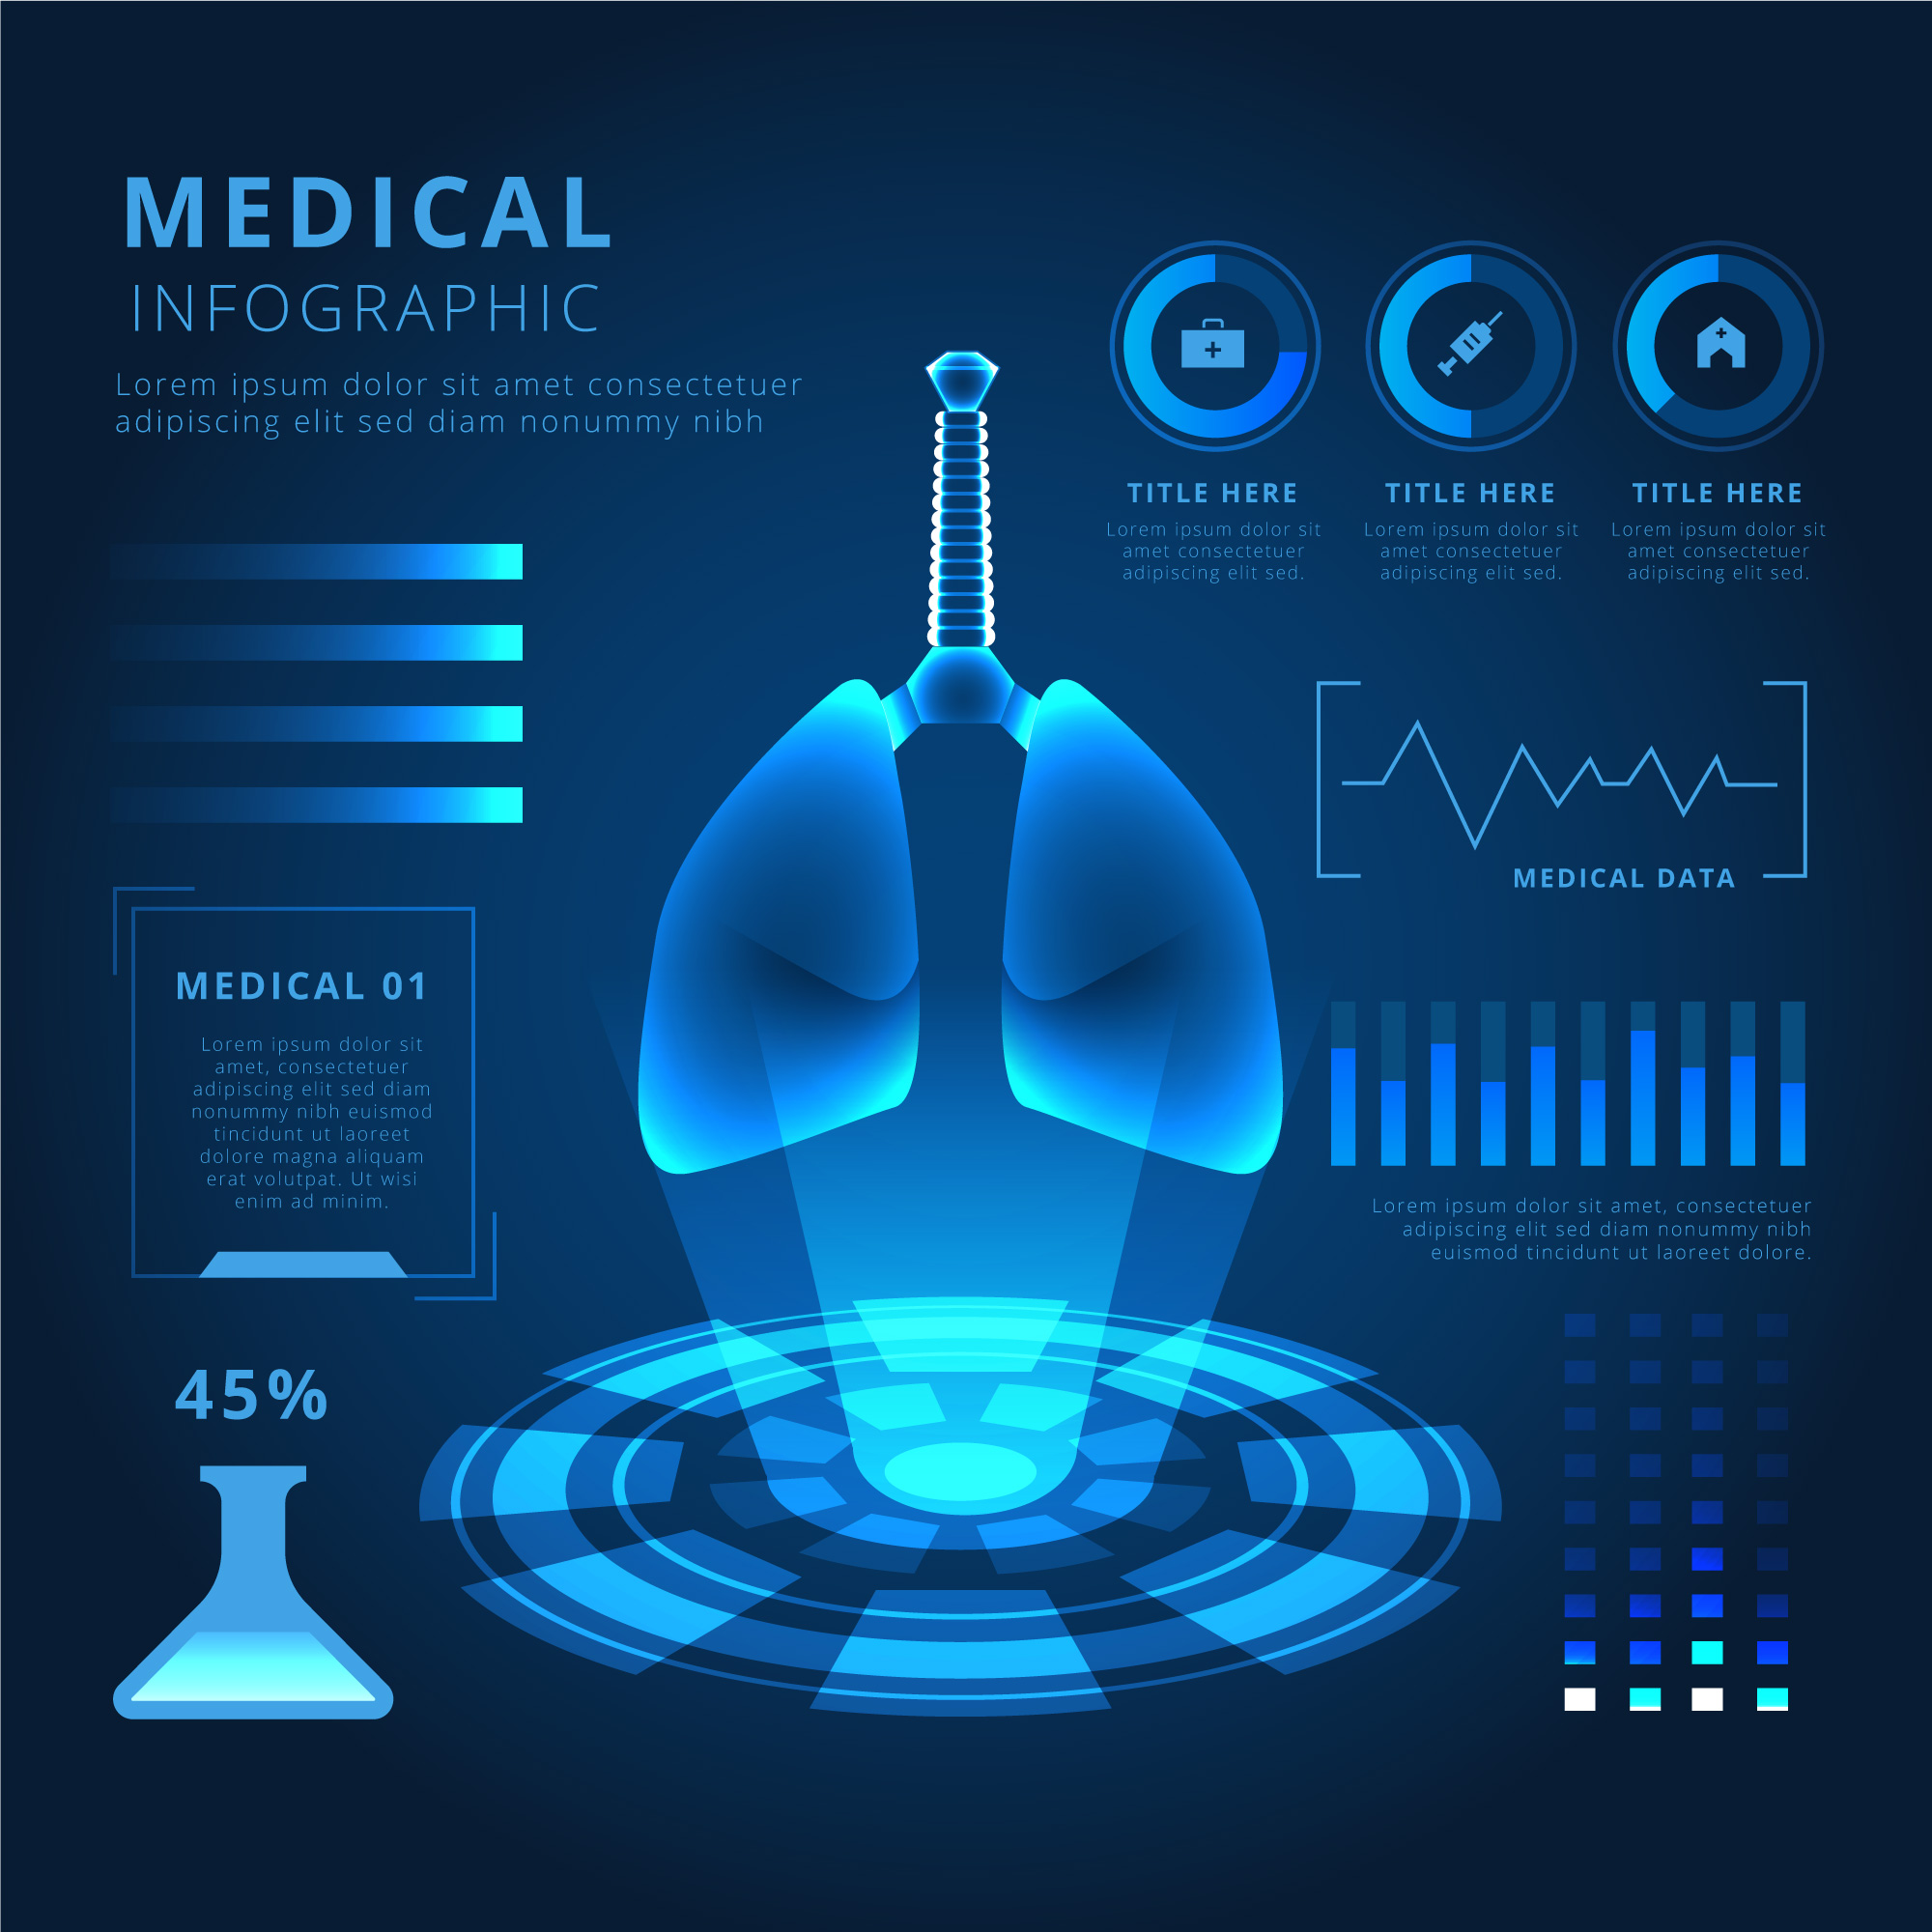 MEDICAL
INFOGRAPHIC
Lorem ipsum dolor sit amet consectetuer
adipiscing elit sed diam nonummy nibh
TITLE HERE
Lorem ipsum dolor sit
amet consectetuer
adipiscing elit sed.
TITLE HERE
Lorem ipsum dolor sit
amet consectetuer
adipiscing elit sed.
TITLE HERE
Lorem ipsum dolor sit
amet consectetuer
adipiscing elit sed.
MEDICAL DATA
MEDICAL 01
Lorem ipsum dolor sit
amet, consectetuer
adipiscing elit sed diam
nonummy nibh euismod
tincidunt ut laoreet
dolore magna aliquam
erat volutpat. Ut wisi
enim ad minim.
Lorem ipsum dolor sit amet, consectetuer
adipiscing elit sed diam nonummy nibh
euismod tincidunt ut laoreet dolore.
45%